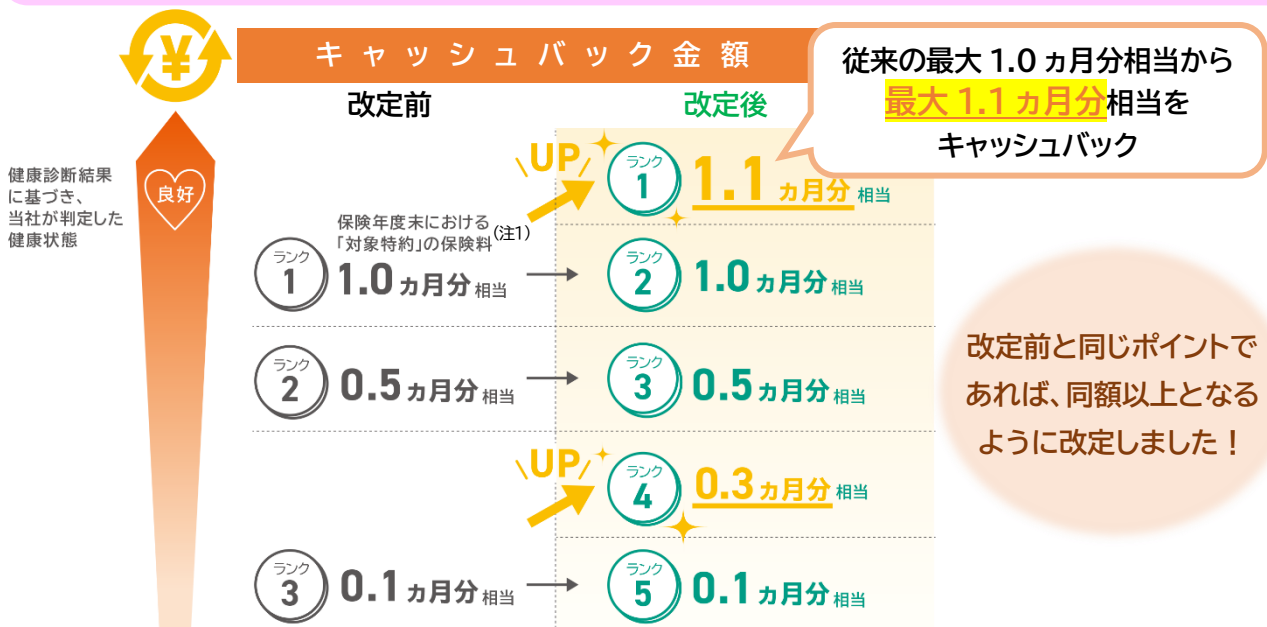 ¥
キャッシュバック金額
従来の最大 1.0 ヵ月分相当から
最大 1.1 ヵ月分相当を
キャッシュバック
改定前
改定後
健康診断結果
に基づき、
当社が判定した
健康状態
良好
UP
ランク
1
1.1 ヵ月分 相当
保険年度末における
「対象特約」の保険料(注1)
ランク
1
1.0 ヵ月分 相当
ランク
2
1.0 ヵ月分 相当
ランク
2
0.5 ヵ月分 相当
ランク
3
0.5 ヵ月分 相当
改定前と同じポイントで
あれば、同額以上となる
ように改定しました！
UP
ランク
4
0.3 ヵ月分 相当
ランク
3
0.1 ヵ月分 相当
ランク
5
0.1 ヵ月分 相当